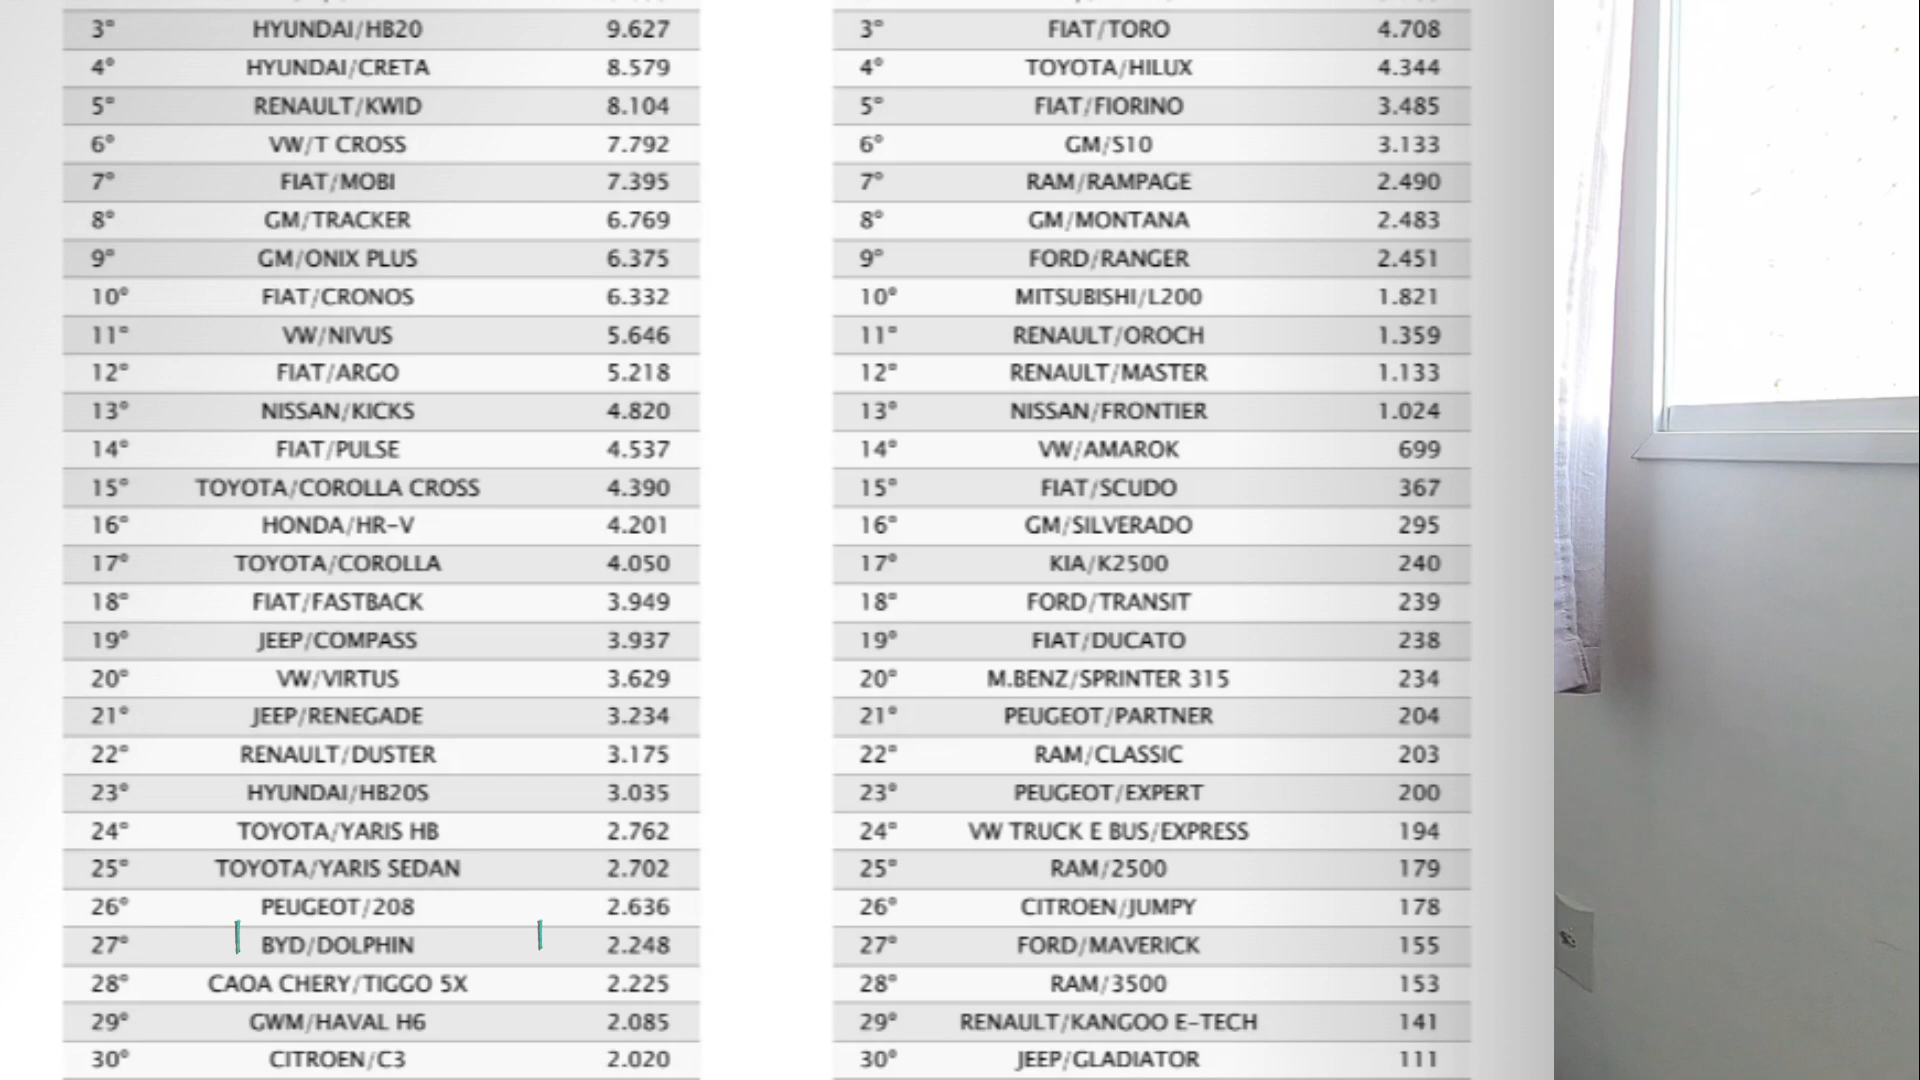 3° HYUNDAI/HB20 9.627
4° HYUNDAI/CRETA 8.579
5° RENAULT/KWID 8.104
6° VW/T CROSS 7.792
7° FIAT/MOBI 7.395
8° GM/TRACKER 6.769
9° GM/ONIX PLUS 6.375
10° FIAT/CRONOS 6.332
11° VW/NIVUS 5.646
12° FIAT/ARGO 5.218
13° NISSAN/KICKS 4.820
14° FIAT/PULSE 4.537
15° TOYOTA/COROLLA CROSS 4.390
16° HONDA/HR-V 4.201
17° TOYOTA/COROLLA 4.050
18° FIAT/FASTBACK 3.949
19° JEEP/COMPASS 3.937
20° VW/VIRTUS 3.629
21° JEEP/RENEGADE 3.234
22° RENAULT/DUSTER 3.175
23° HYUNDAI/HB20S 3.035
24° TOYOTA/YARIS HB 2.762
25° TOYOTA/YARIS SEDAN 2.702
26° PEUGEOT/208 2.636
27° BYD/DOLPHIN 2.248
28° CAOA CHERY/TIGGO 5X 2.225
29° GWM/HAVAL H6 2.085
30° CITROEN/C3 2.020
3° FIAT/TORO 4.708
4° TOYOTA/HILUX 4.344
5° FIAT/FIORINO 3.485
6° GM/S10 3.133
7° RAM/RAMPAGE 2.490
8° GM/MONTANA 2.483
9° FORD/RANGER 2.451
10° MITSUBISHI/L200 1.821
11° RENAULT/OROCH 1.359
12° RENAULT/MASTER 1.133
13° NISSAN/FRONTIER 1.024
14° VW/AMAROK 699
15° FIAT/SCUDO 367
16° GM/SILVERADO 295
17° KIA/K2500 240
18° FORD/TRANSIT 239
19° FIAT/DUCATO 238
20° M.BENZ/SPRINTER 315 234
21° PEUGEOT/PARTNER 204
22° RAM/CLASSIC 203
23° PEUGEOT/EXPERT 200
24° VW TRUCK E BUS/EXPRESS 194
25° RAM/2500 179
26° CITROEN/JUMPY 178
27° FORD/MAVERICK 155
28° RAM/3500 153
29° RENAULT/KANGOO E-TECH 141
30° JEEP/GLADIATOR 111